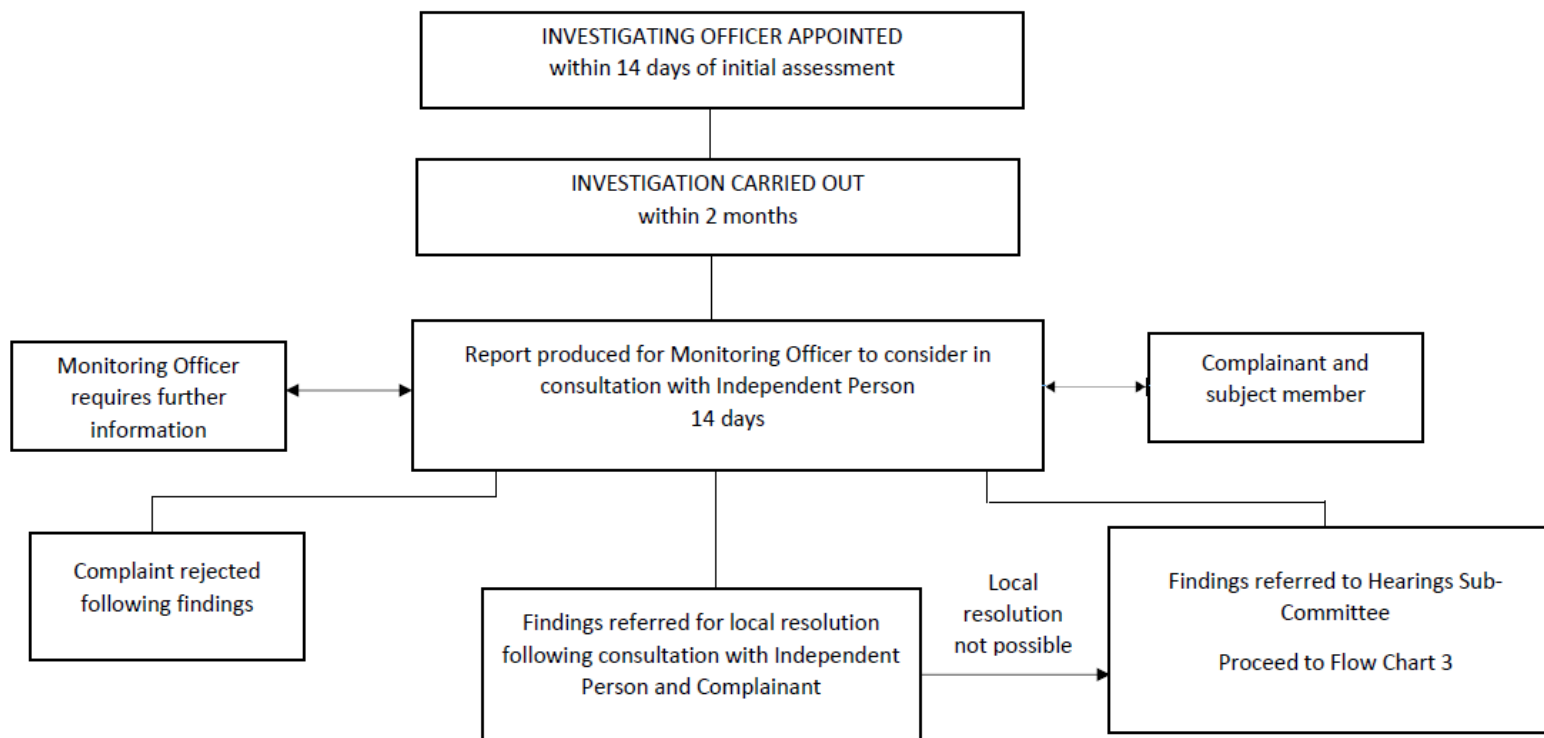 INVESTIGATING OFFICER APPOINTED
within 14 days of initial assessment
INVESTIGATION CARRIED OUT
within 2 months
Monitoring Officer
requires further
information
Report produced for Monitoring Officer to consider in
consultation with Independent Person
14 days
Complainant and
subject member
Complaint rejected
following findings
Findings referred for local resolution
following consultation with Independent
Person and Complainant
Local
resolution
not possible
Findings referred to Hearings Sub-
Committee
Proceed to Flow Chart 3